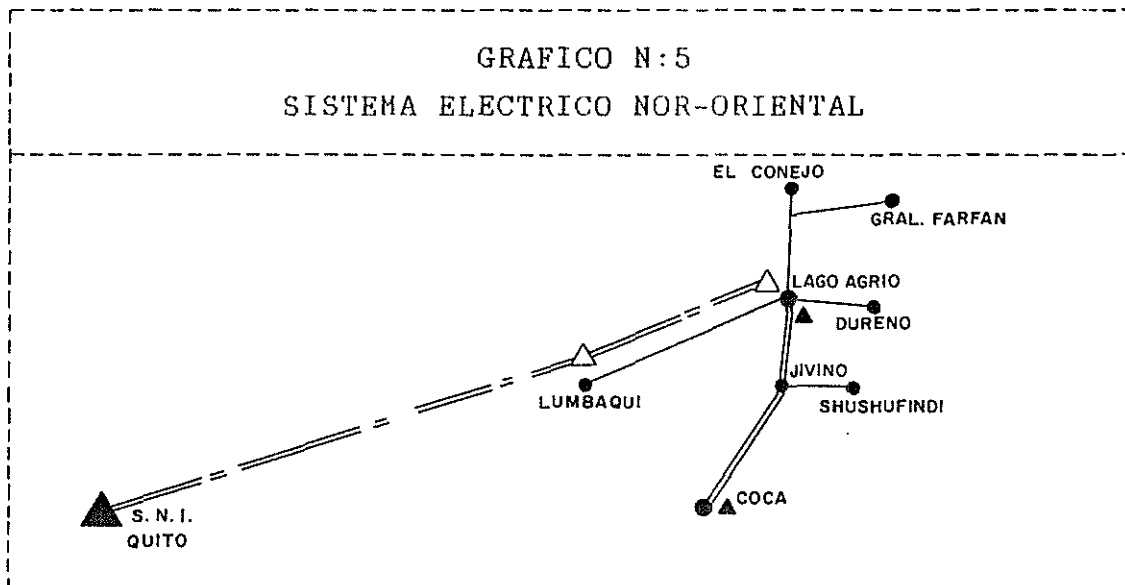 GRAFICO N:5
SISTEMA ELECTRICO NOR-ORIENTAL
EL CONEJO
GRAL. FARFAN
LAGO AGRIO
DURENO
JIVINO
LUMBAQUI
SHUSHUFINDI
COCA
S. N. I.
QUITO